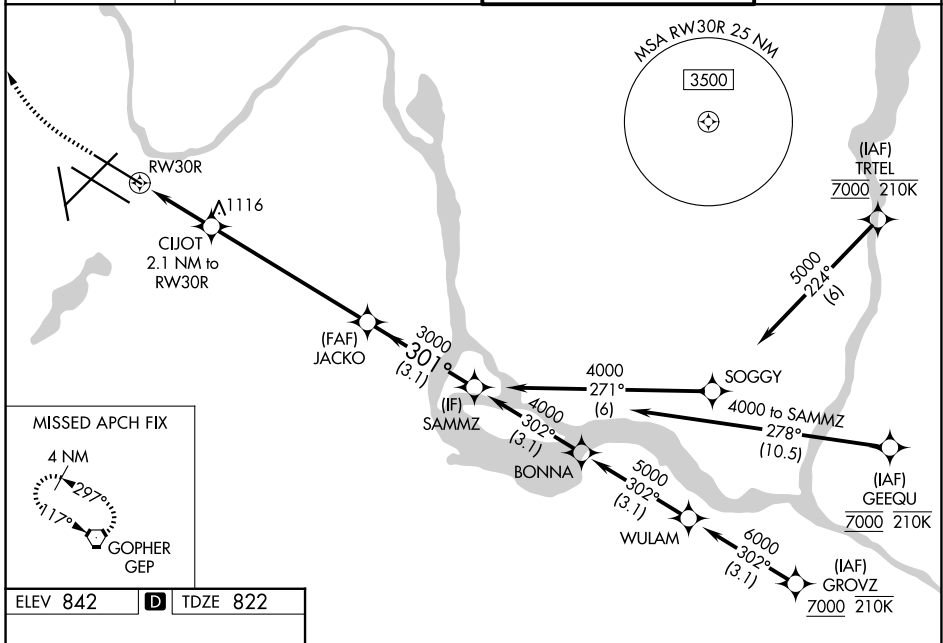 MSA RW30R 25 NM
3500
RW30R
1116
CIJOT
2.1 NM to
RW30R
(IAF)
TRTEL
7000 210K
5000
224°
(6)
(FAF)
JACKO
3000
301°
(3.1)
(IF)
SAMMZ
4000
271°
(6)
SOGGY
4000 to SAMMZ
278°
(10.5)
(IAF)
GEEQU
7000 210K
4000
302°
(3.1)
BONNA
5000
302°
(3.1)
WULAM
6000
302°
(3.1)
(IAF)
GROVZ
7000 210K
MISSED APCH FIX
4 NM
297°
117°
GOPHER
GEP
ELEV 842 D TDZE 822